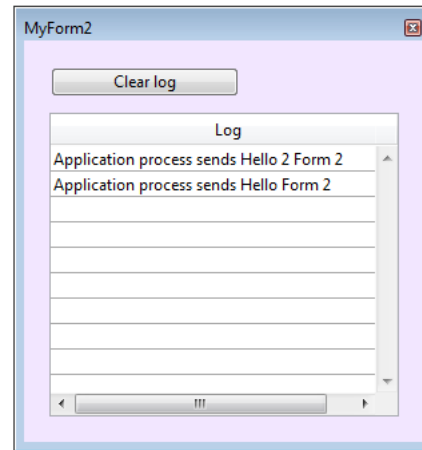 MyForm2
Clear log
Log
Application process sends Hello 2 Form 2
Application process sends Hello Form 2